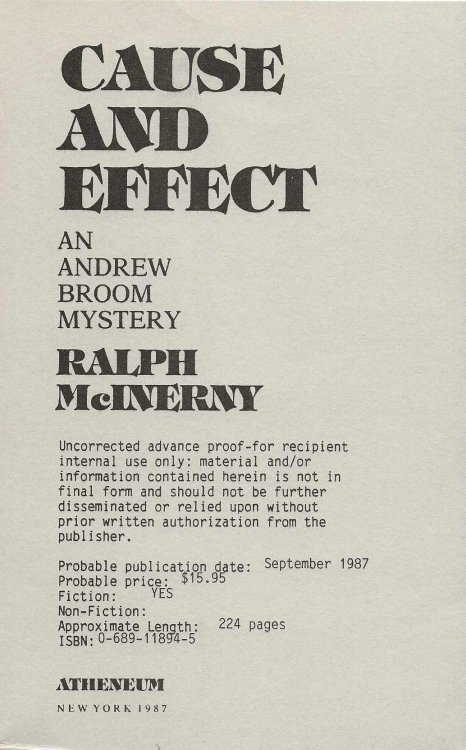 CAUSE
AND
EFFECT
AN
ANDREW
BROOM
MYSTERY
RALPH
McINERNY
Uncorrected advance proof-for recipient
internal use only: material and/or
information contained herein is not in
final form and should not be further
disseminated or relied upon without
prior written authorization from the
publisher.
Probable publication date: September 1987
Probable price: $15.95
Fiction: YES
Non-Fiction:
Approximate Length: 224 pages
ISBN: 0-689-11894-5
ATHENEUM
NEW YORK 1987